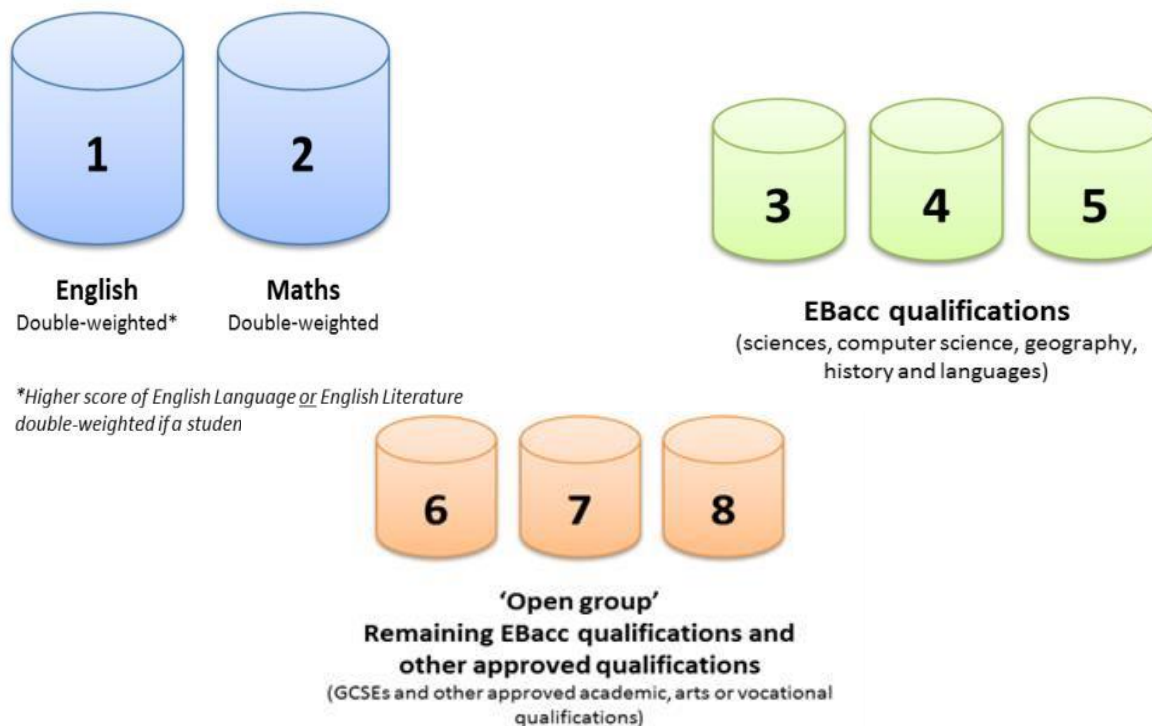 1
2
English
Double-weighted*
Maths
Double-weighted
*Higher score of English Language or English Literature
double-weighted if a studen
3
4
5
EBacc qualifications
(sciences, computer science, geography,
history and languages)
6
7
8
‘Open group’
Remaining EBacc qualifications and
other approved qualifications
(GCSEs and other approved academic, arts or vocational
qualifications)